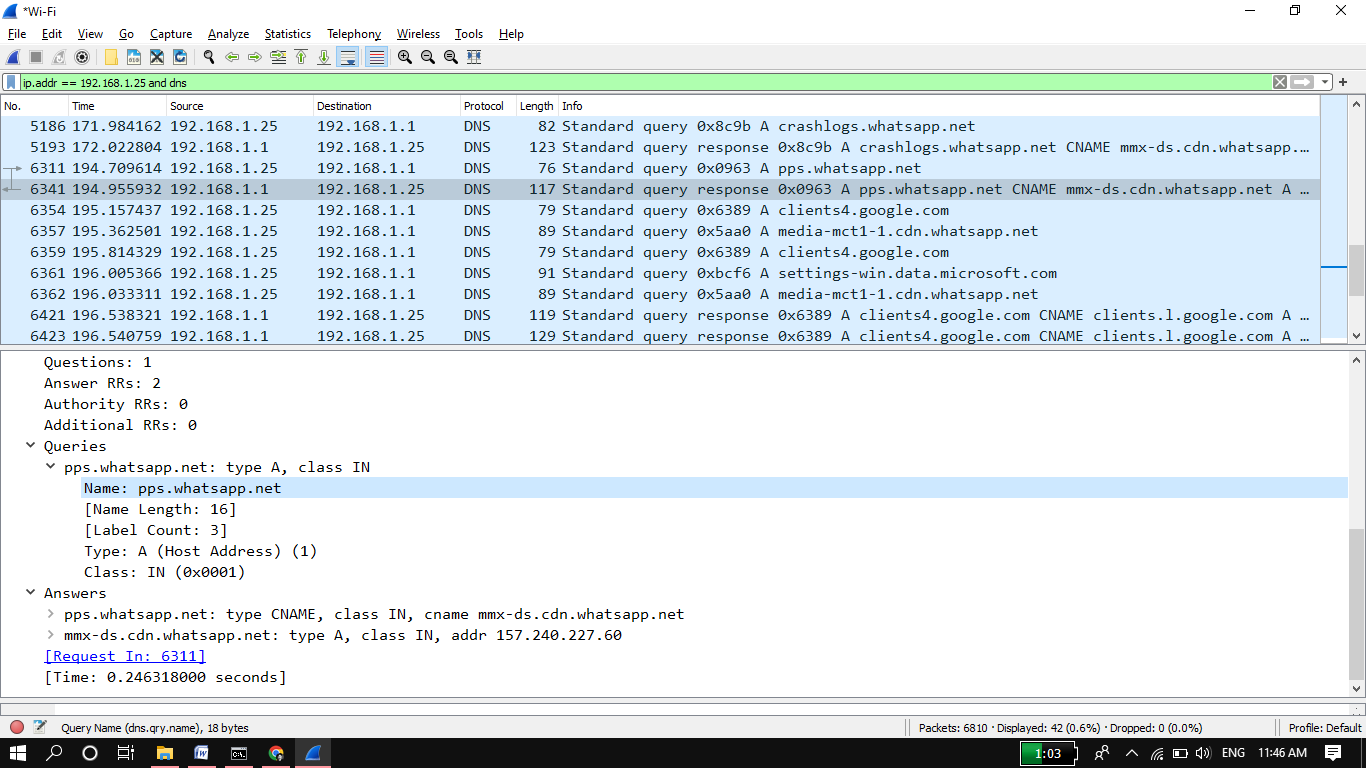 *Wi-Fi
File Edit View Go Capture Analyze Statistics Telephony Wireless Tools Help
ip.addr == 192.168.1.25 and dns
No. Time Source Destination Protocol Length Info
5186 171.984162 192.168.1.25 192.168.1.1 DNS 82 Standard query 0x8c9b A crashlogs.whatsapp.net
5193 172.022804 192.168.1.1 192.168.1.25 DNS 123 Standard query response 0x8c9b A crashlogs.whatsapp.net CNAME mmx-ds.cdn.whatsapp.…
6311 194.709614 192.168.1.25 192.168.1.1 DNS 76 Standard query 0x0963 A pps.whatsapp.net
6341 194.955932 192.168.1.1 192.168.1.25 DNS 117 Standard query response 0x0963 A pps.whatsapp.net CNAME mmx-ds.cdn.whatsapp.net A …
6354 195.157437 192.168.1.25 192.168.1.1 DNS 79 Standard query 0x6389 A clients4.google.com
6357 195.362501 192.168.1.25 192.168.1.1 DNS 89 Standard query 0x5aa0 A media-mct1-1.cdn.whatsapp.net
6359 195.814329 192.168.1.25 192.168.1.1 DNS 79 Standard query 0x6389 A clients4.google.com
6361 196.005366 192.168.1.25 192.168.1.1 DNS 91 Standard query 0xbcf6 A settings-win.data.microsoft.com
6362 196.033311 192.168.1.25 192.168.1.1 DNS 89 Standard query 0x5aa0 A media-mct1-1.cdn.whatsapp.net
6421 196.538321 192.168.1.1 192.168.1.25 DNS 119 Standard query response 0x6389 A clients4.google.com CNAME clients.l.google.com A …
6423 196.540759 192.168.1.1 192.168.1.25 DNS 129 Standard query response 0x6389 A clients4.google.com CNAME clients.l.google.com A …
Questions: 1
Answer RRs: 2
Authority RRs: 0
Additional RRs: 0
Queries
pps.whatsapp.net: type A, class IN
Name: pps.whatsapp.net
[Name Length: 16]
[Label Count: 3]
Type: A (Host Address) (1)
Class: IN (0x0001)
Answers
pps.whatsapp.net: type CNAME, class IN, cname mmx-ds.cdn.whatsapp.net
mmx-ds.cdn.whatsapp.net: type A, class IN, addr 157.240.227.60
[Request In: 6311]
[Time: 0.246318000 seconds]
Query Name (dns.qry.name), 18 bytes Packets: 6810 · Displayed: 42 (0.6%) · Dropped: 0 (0.0%) Profile: Default
1:03 ENG 11:46 AM